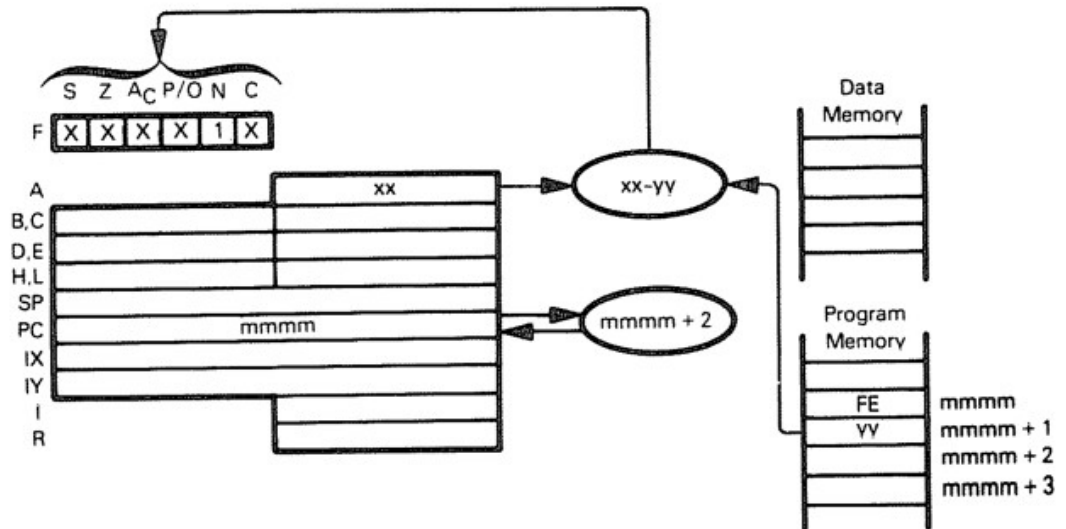 S Z AC P/O N C
F X X X X 1 X
A xx
B,C
D,E
H,L
SP
PC mmmm
IX
IY
I
R
xx-yy
mmmm + 2
Data
Memory
Program
Memory
FE mmmm
yy mmmm + 1
mmmm + 2
mmmm + 3